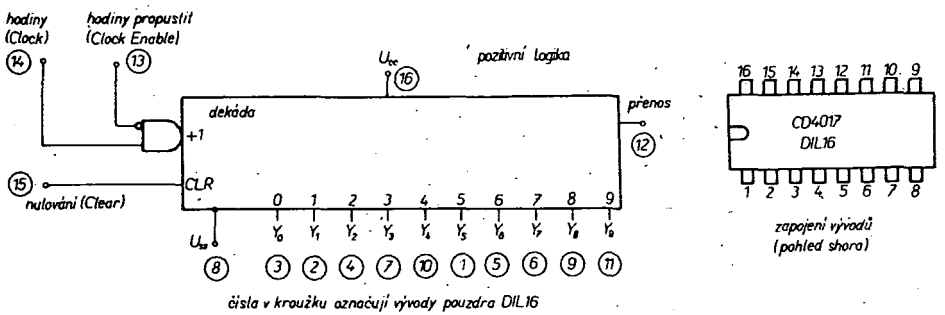 hodiny
(Clock)
14
hodiny propustit
(Clock Enable)
13
Ucc
16
pozitivní logika
dekáda
+1
přenos
12
15
CLR
nulování (Clear)
0 1 2 3 4 5 6 7 8 9
Uss
Y0 Y1 Y2 Y3 Y4 Y5 Y6 Y7 Y8 Y9
8
3 2 4 7 10 1 5 6 9 11
čísla v kroužku označují vývody pouzdra DIL16
16 15 14 13 12 11 10 9
CD4017
DIL16
1 2 3 4 5 6 7 8
zapojení vývodů
(pohled shora)